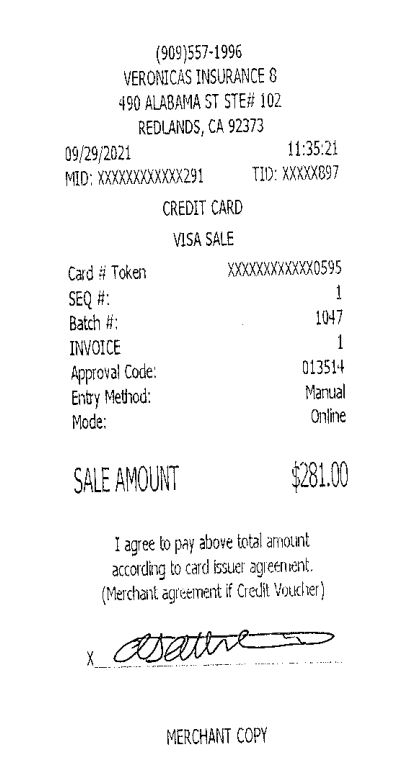 (909)557-1996
VERONICAS INSURANCE 8
490 ALABAMA ST STE# 102
REDLANDS, CA 92373
09/29/2021 11:35:21
MID: XXXXXXXXXXXX291 TID: XXXXX897
CREDIT CARD
VISA SALE
Card # Token XXXXXXXXXXXX0595
SEQ #: 1
Batch #: 1047
INVOICE 1
Approval Code: 013514
Entry Method: Manual
Mode: Online
SALE AMOUNT $281.00
I agree to pay above total amount
according to card issuer agreement.
(Merchant agreement if Credit Voucher)
X
MERCHANT COPY